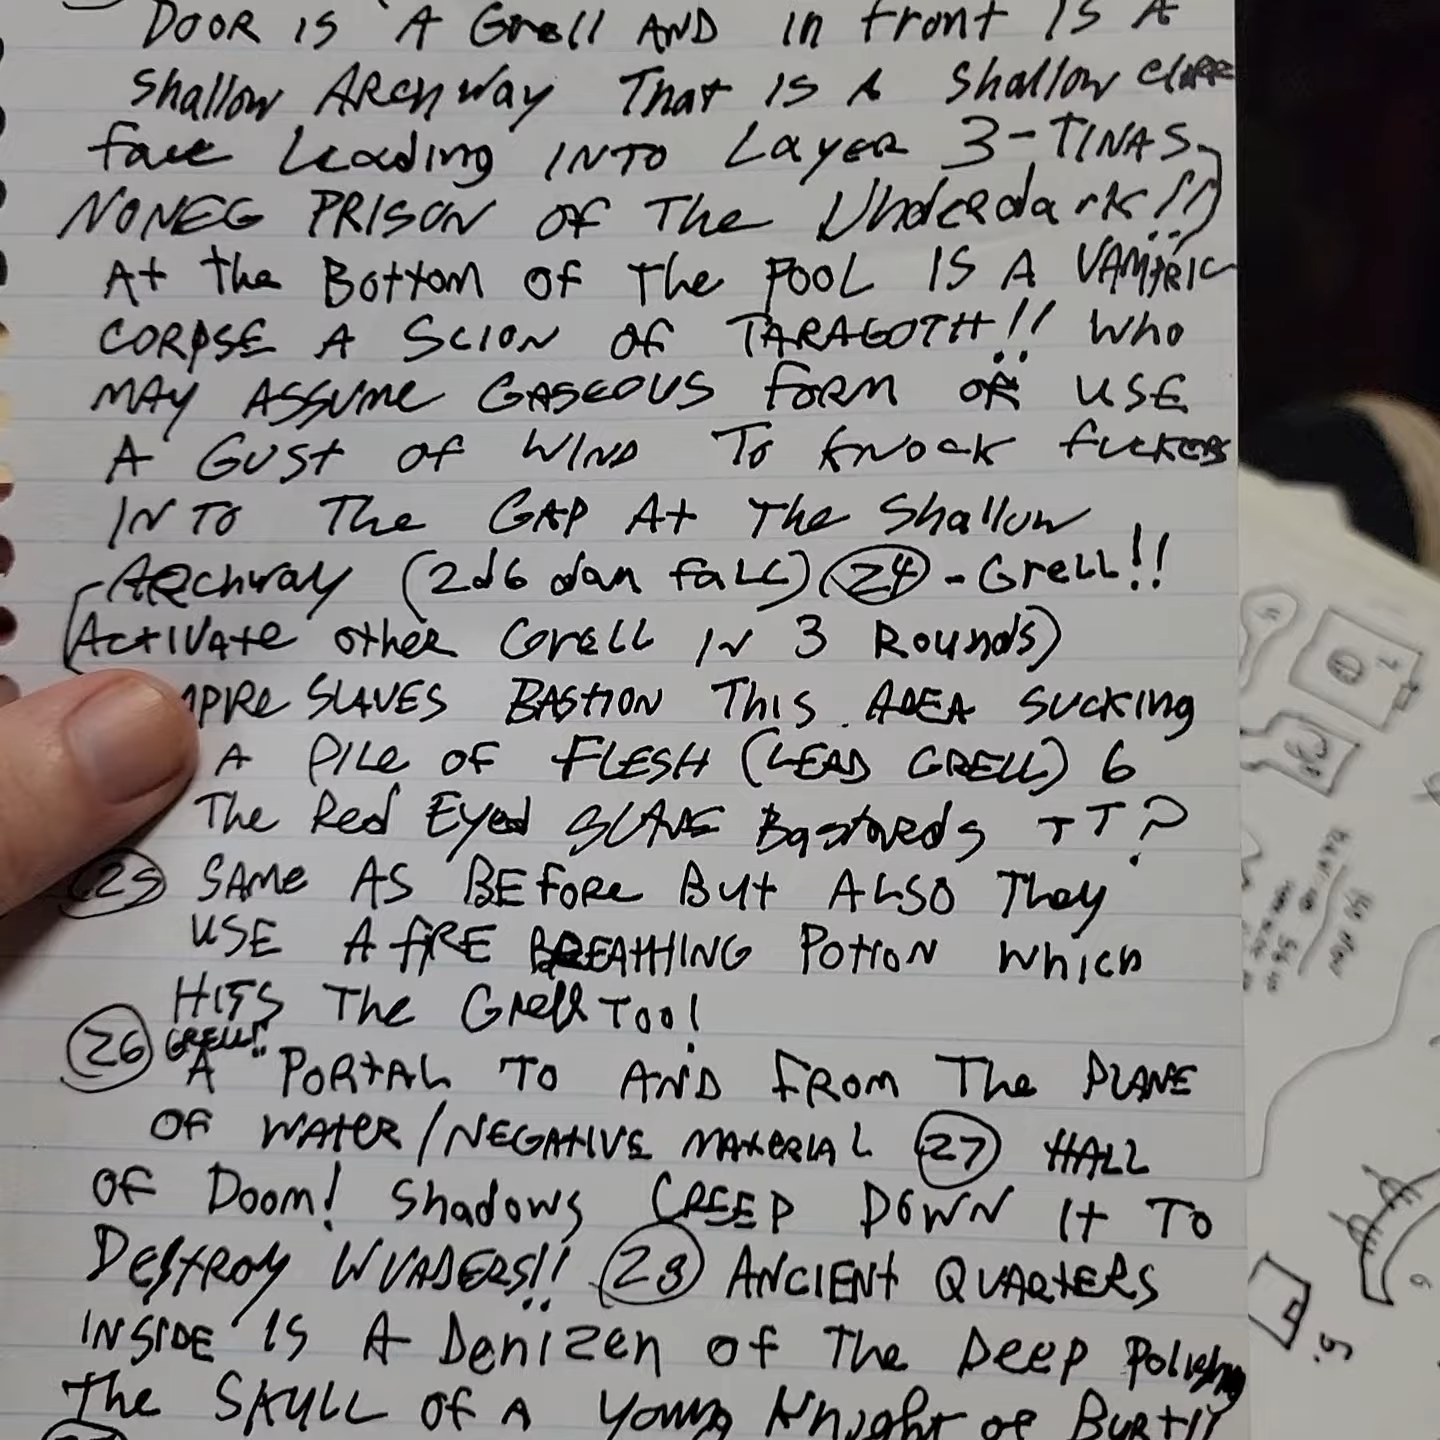 DOOR IS A Grell AND in front IS A
Shallow ARCHWAY That IS A Shallow
face Leading INTO LAYER 3-TINAS
NONEG PRISON OF The Underdark!!
At the Bottom OF The POOL IS A VAMPIRIC
CORPSE A SCION OF TARAGOTH!! Who
MAY ASSUME GASEOUS form OR USE
A GUST OF WIND TO KNOCK fuckers
INTO The GAP At The Shallow
Archway (2d6 dam fall) (24) - Grell!!
Activate other Grell IN 3 Rounds)
MPIRE SLAVES BASTION This AREA SUCKING
A PILE OF FLESH (LEAD GRELL) 6
The Red Eyed SLAVE Bastards TT?
(25) SAME AS BEFORE But ALSO They
USE A FIRE BREATHING POTION which
HITS The Grell TOO!
(26) GRELL!!
A PORTAL TO AND FROM The PLANE
OF WATER/NEGATIVE MATERIAL (27) HALL
OF Doom! Shadows CREEP DOWN It TO
DESTROY INVADERS!! (28) ANCIENT QUARTERS
INSIDE IS A Denizen of The Deep Polishing
The SKULL OF A Young Knight of